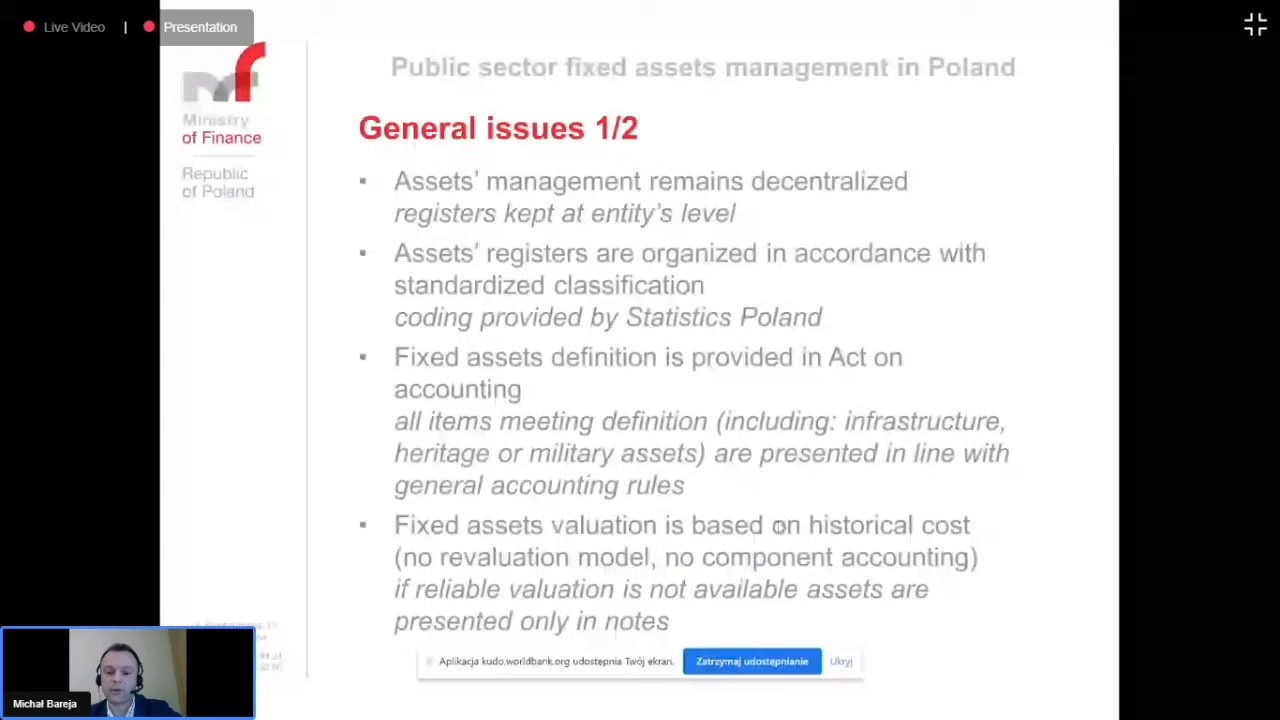 Live Video | Presentation
Public sector fixed assets management in Poland
Ministry
of Finance
Republic
of Poland
General issues 1/2
▪ Assets’ management remains decentralized
registers kept at entity’s level
▪ Assets’ registers are organized in accordance with
standardized classification
coding provided by Statistics Poland
▪ Fixed assets definition is provided in Act on
accounting
all items meeting definition (including: infrastructure,
heritage or military assets) are presented in line with
general accounting rules
▪ Fixed assets valuation is based on historical cost
(no revaluation model, no component accounting)
if reliable valuation is not available assets are
presented only in notes
Aplikacja kudo.worldbank.org udostępnia Twój ekran. Zatrzymaj udostępnianie Ukryj
Michał Bareja